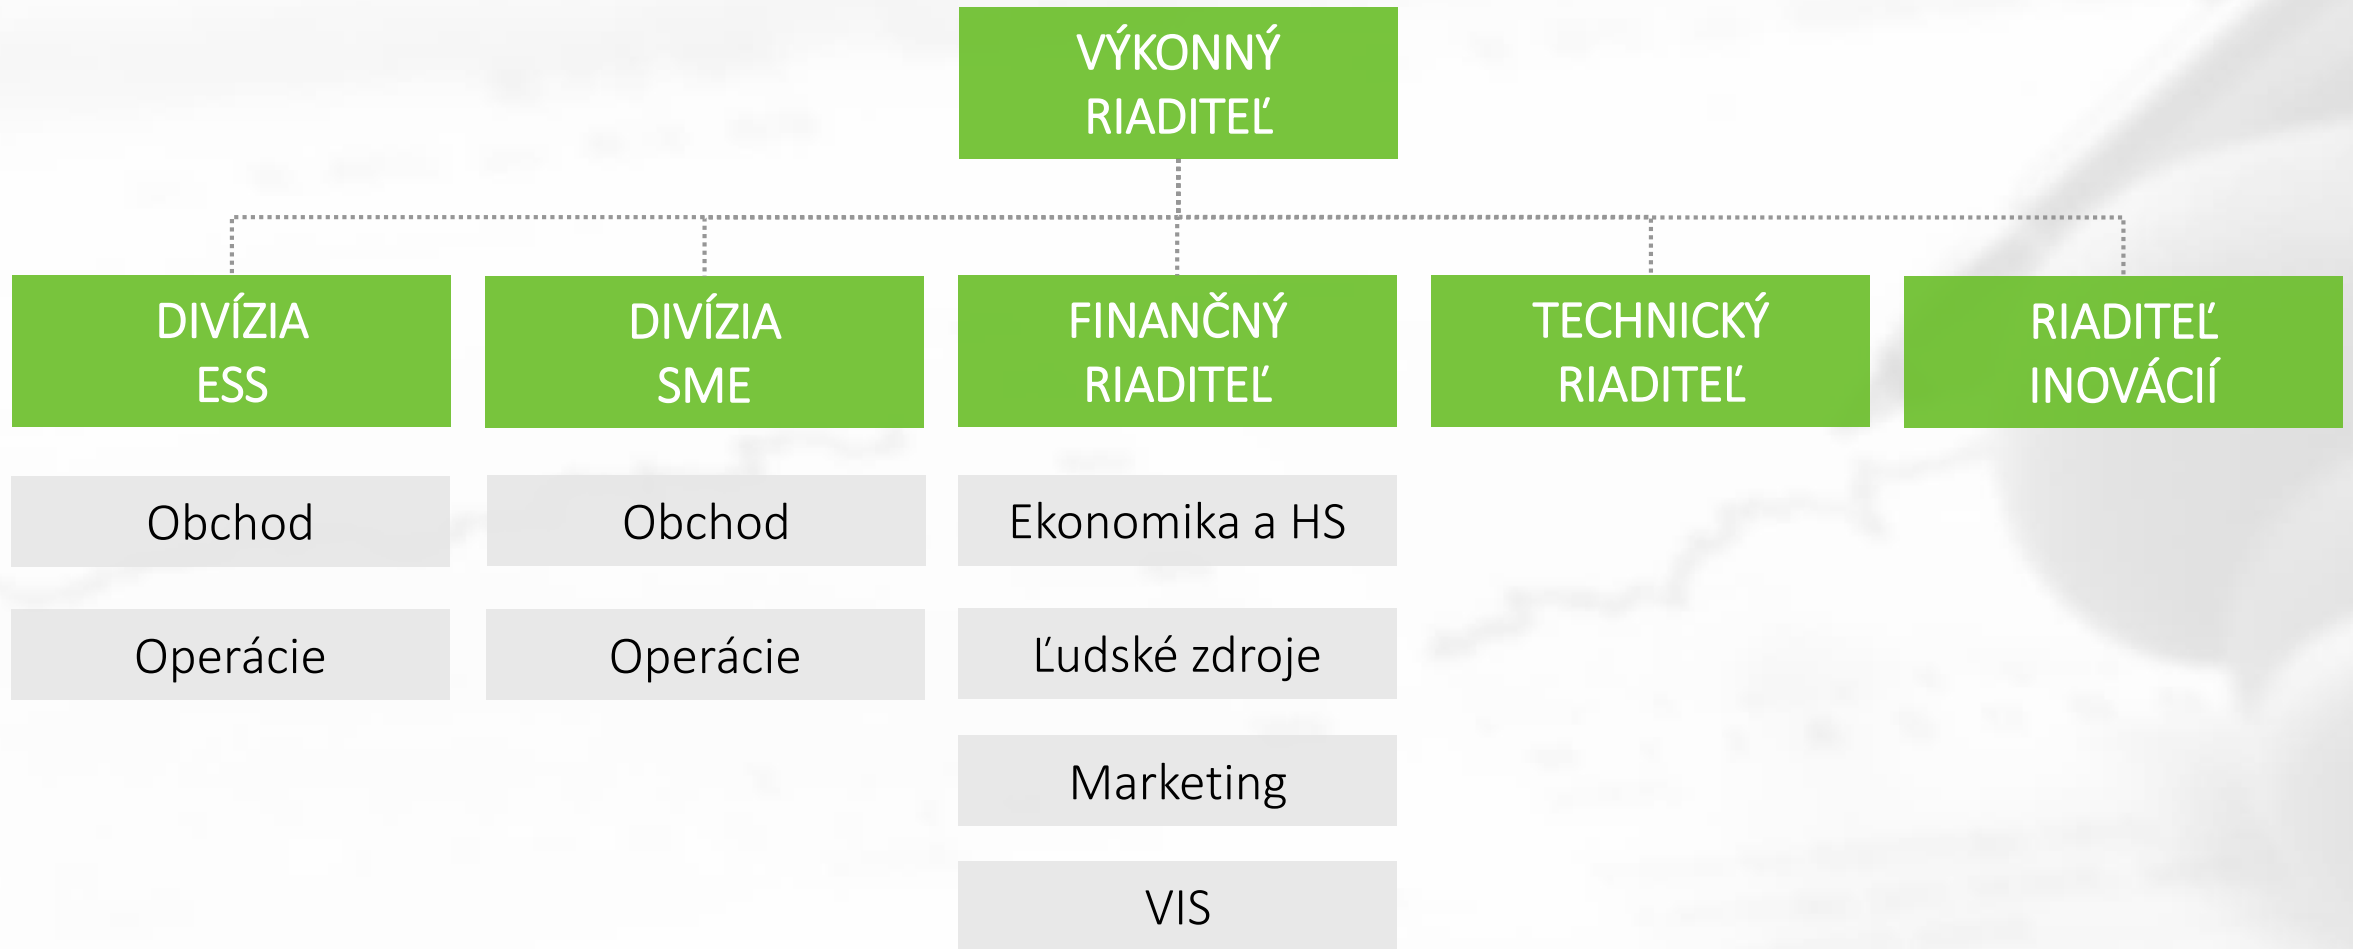 VÝKONNÝ
RIADITEĽ
DIVÍZIA
ESS
DIVÍZIA
SME
FINANČNÝ
RIADITEĽ
TECHNICKÝ
RIADITEĽ
RIADITEĽ
INOVÁCIÍ
Obchod
Obchod
Ekonomika a HS
Operácie
Operácie
Ľudské zdroje
Marketing
VIS